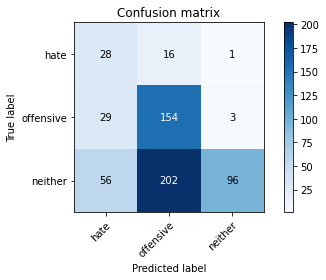 Confusion matrix
True label
hate
28
16
1
offensive
29
154
3
neither
56
202
96
hate
offensive
neither
Predicted label
200
175
150
125
100
75
50
25